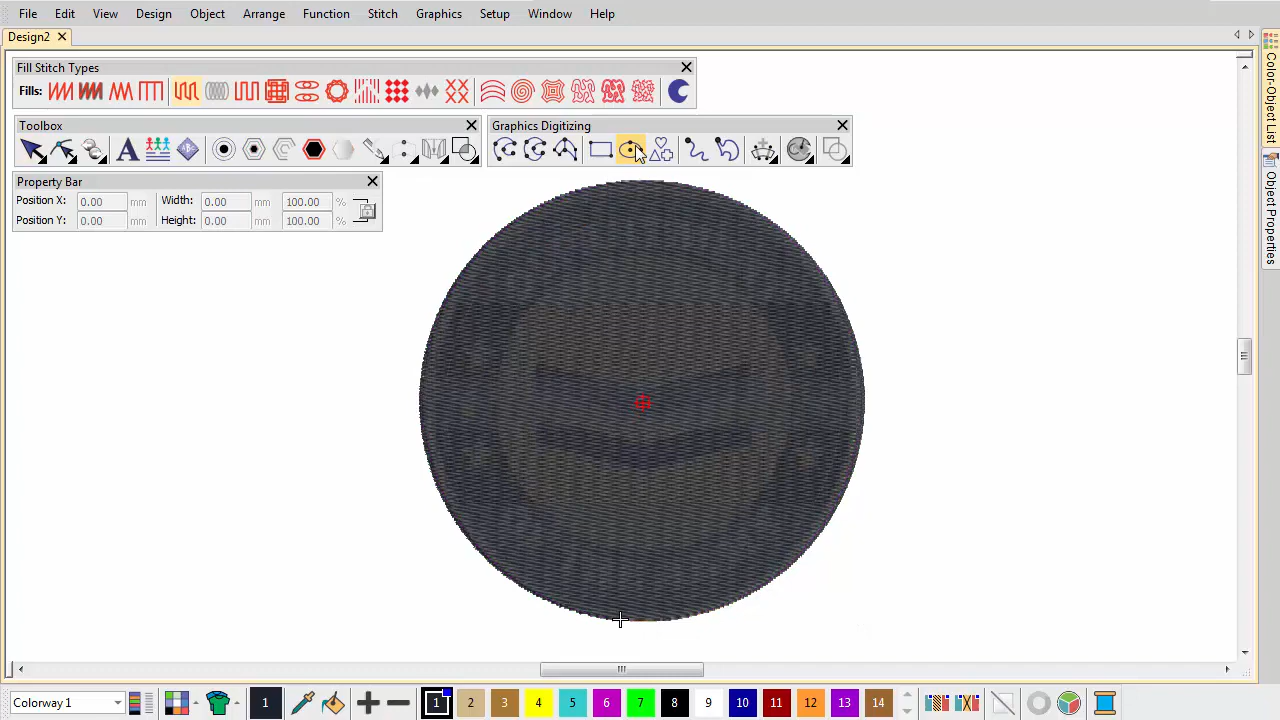 File Edit View Design Object Arrange Function Stitch Graphics Setup Window Help
Design2
Fill Stitch Types
Fills:
Toolbox
Graphics Digitizing
Property Bar
Position X: 0.00 mm Width: 0.00 mm 100.00 %
Position Y: 0.00 mm Height: 0.00 mm 100.00 %
Color-Object List
Object Properties
Colorway 1 1 1 2 3 4 5 6 7 8 9 10 11 12 13 14